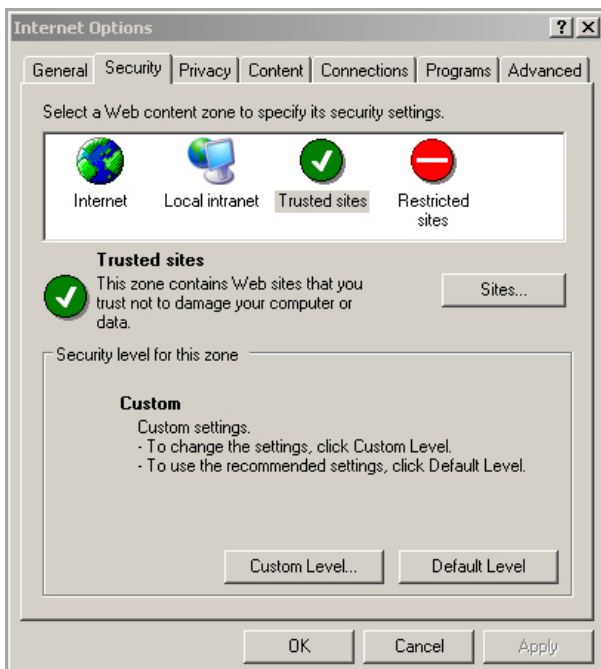 Internet Options
? X
General Security Privacy Content Connections Programs Advanced
Select a Web content zone to specify its security settings.
Internet Local intranet Trusted sites Restricted
sites
Trusted sites
This zone contains Web sites that you
trust not to damage your computer or
data.
Sites...
Security level for this zone
Custom
Custom settings.
- To change the settings, click Custom Level.
- To use the recommended settings, click Default Level.
Custom Level... Default Level
OK Cancel Apply